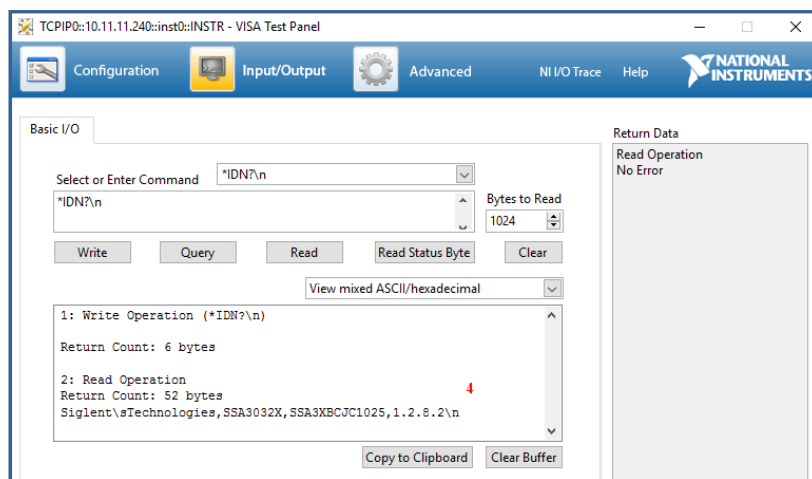 TCPIP0::10.11.11.240::inst0::INSTR - VISA Test Panel
Configuration
Input/Output
Advanced
NI I/O Trace
Help
NATIONAL
INSTRUMENTS
Basic I/O
Return Data
Read Operation
No Error
Select or Enter Command
*IDN?\n
*IDN?\n
Bytes to Read
1024
Write
Query
Read
Read Status Byte
Clear
View mixed ASCII/hexadecimal
1: Write Operation (*IDN?\n)
Return Count: 6 bytes
2: Read Operation
Return Count: 52 bytes
4
Siglent\sTechnologies,SSA3032X,SSA3XBCJC1025,1.2.8.2\n
Copy to Clipboard
Clear Buffer